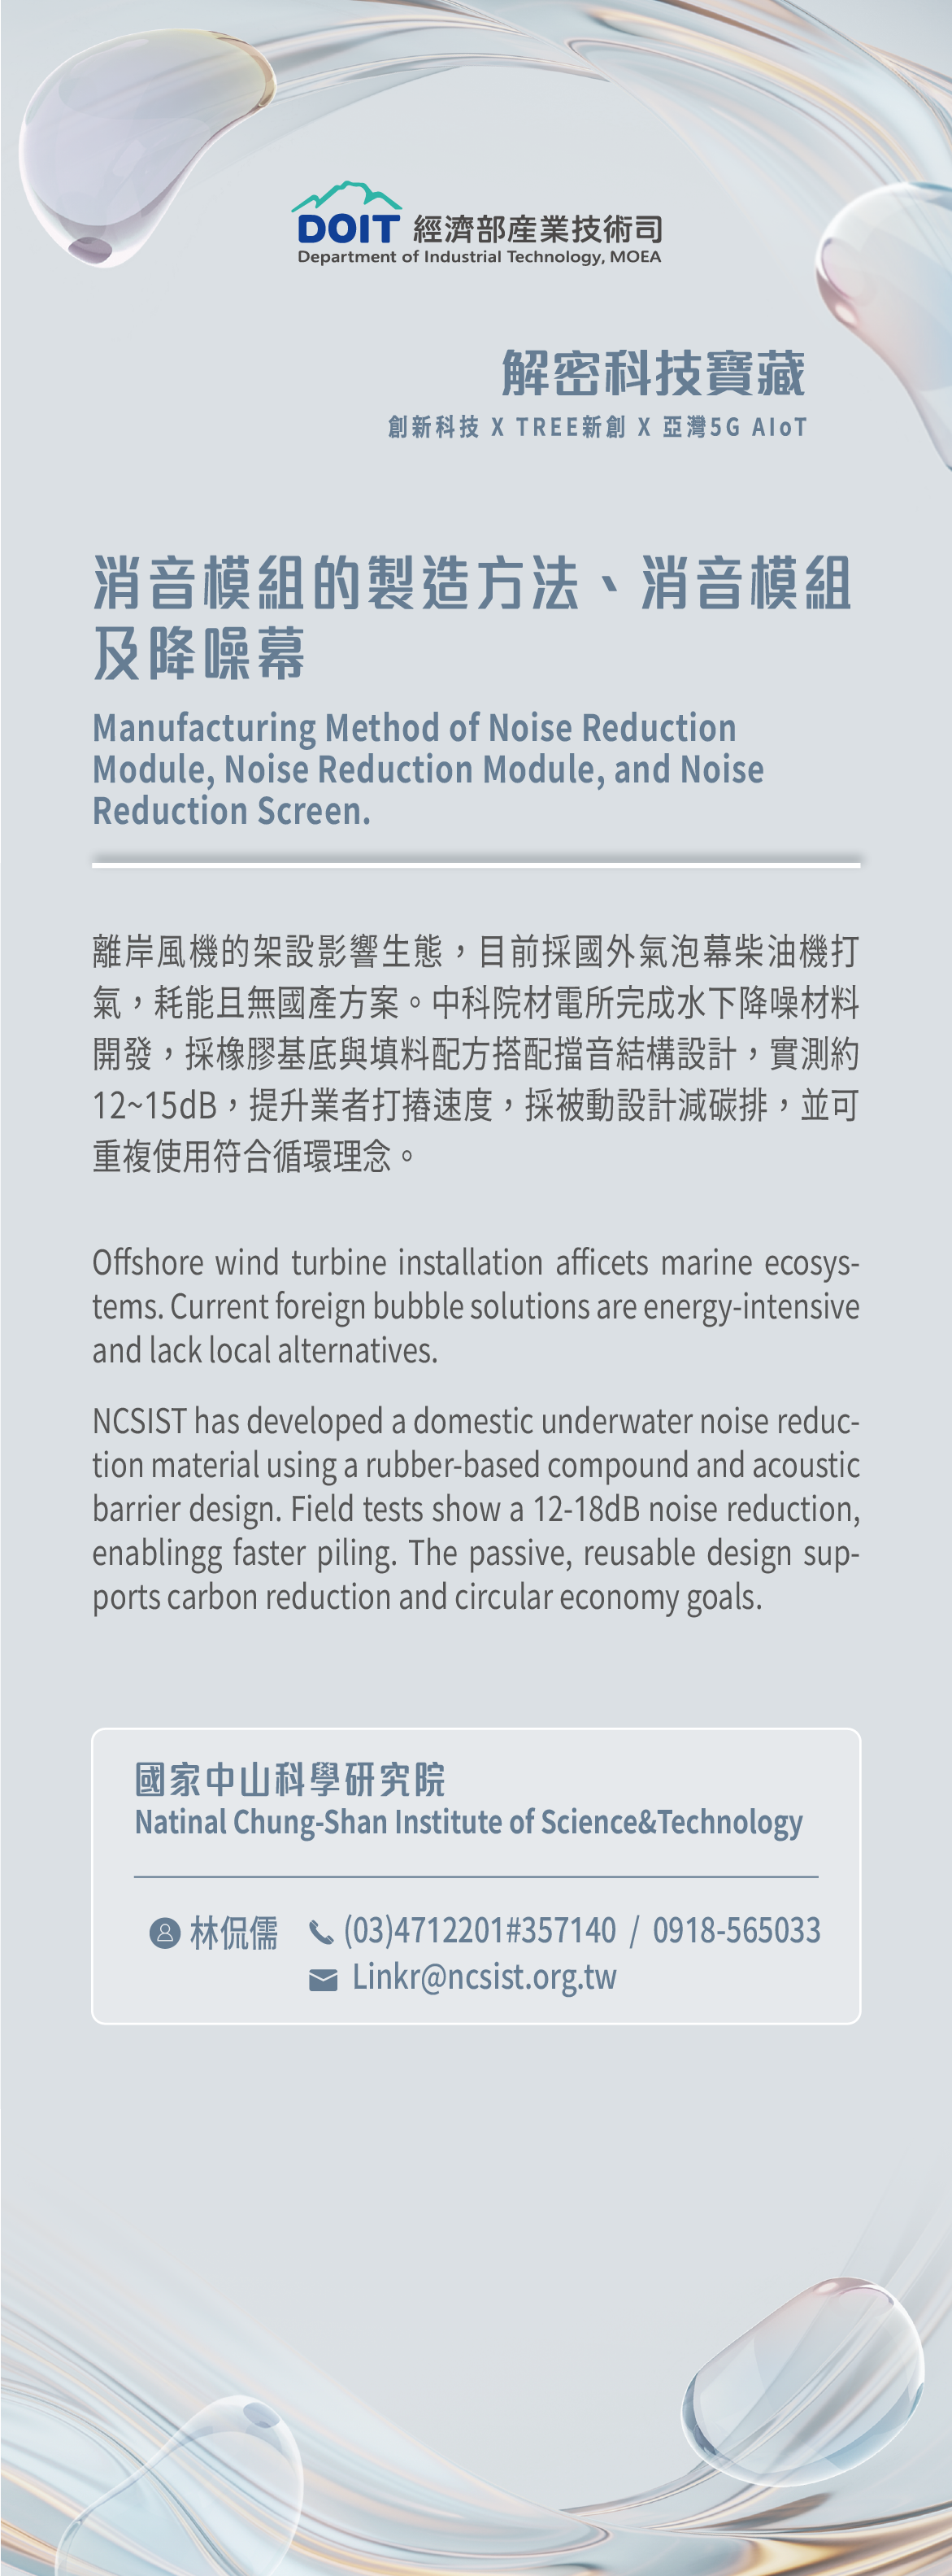 DOIT 經濟部產業技術司
Department of Industrial Technology, MOEA
解密科技寶藏
創新科技 X TREE新創 X 亞灣5G AIoT
消音模組的製造方法、消音模組
及降噪幕
Manufacturing Method of Noise Reduction
Module, Noise Reduction Module, and Noise
Reduction Screen.
離岸風機的架設影響生態，目前採國外氣泡幕柴油機打
氣，耗能且無國產方案。中科院材電所完成水下降噪材料
開發，採橡膠基底與填料配方搭配擋音結構設計，實測約
12~15dB，提升業者打摏速度，採被動設計減碳排，並可
重複使用符合循環理念。
Offshore wind turbine installation afficets marine ecosys-
tems. Current foreign bubble solutions are energy-intensive
and lack local alternatives.
NCSIST has developed a domestic underwater noise reduc-
tion material using a rubber-based compound and acoustic
barrier design. Field tests show a 12-18dB noise reduction,
enablingg faster piling. The passive, reusable design sup-
ports carbon reduction and circular economy goals.
國家中山科學研究院
Natinal Chung-Shan Institute of Science&Technology
林侃儒 (03)4712201#357140 / 0918-565033
Linkr@ncsist.org.tw